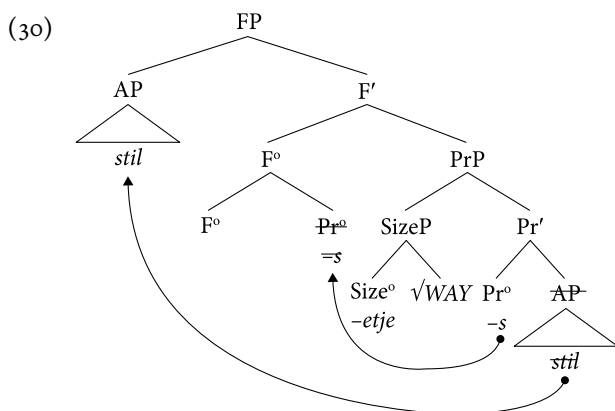 (30)
FP
AP F′
stil
F° PrP
F° Pr° SizeP Pr′
–s
Size° √WAY Pr° AP
–etje –s
stil